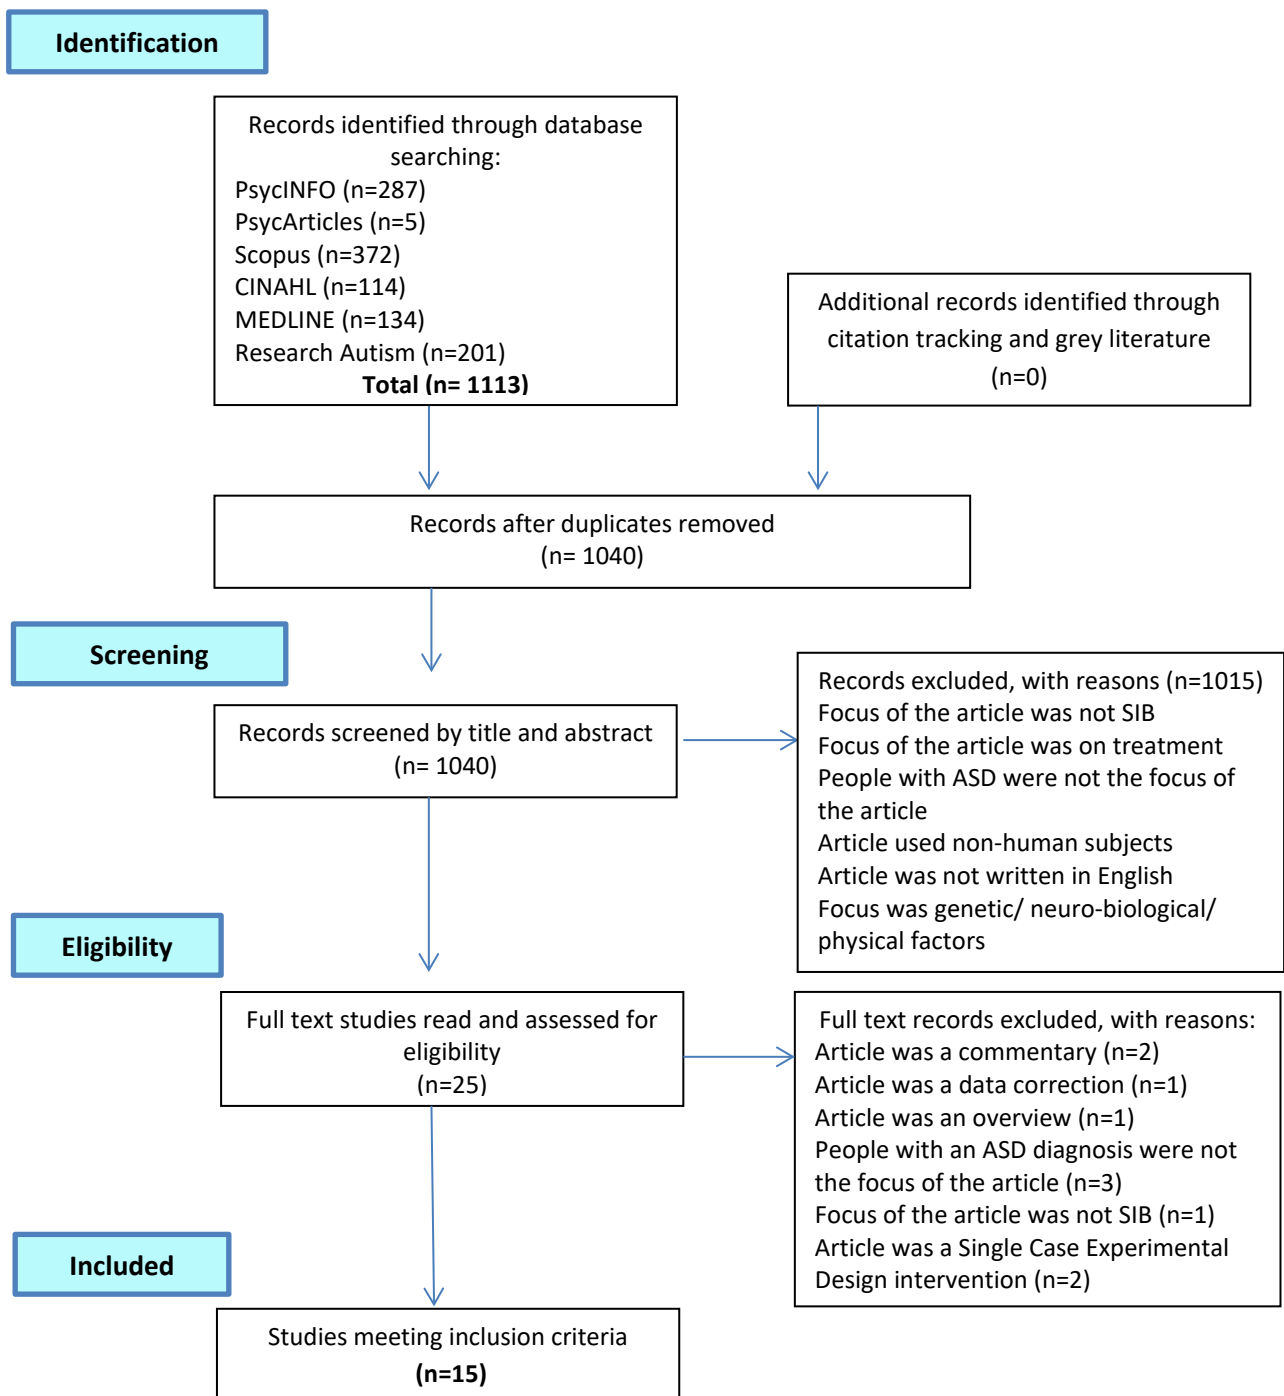 Identification
Records identified through database
searching:
PsycINFO (n=287)
PsycArticles (n=5)
Scopus (n=372)
CINAHL (n=114)
MEDLINE (n=134)
Research Autism (n=201)
Total (n= 1113)
Additional records identified through
citation tracking and grey literature
(n=0)
Records after duplicates removed
(n= 1040)
Screening
Records screened by title and abstract
(n= 1040)
Records excluded, with reasons (n=1015)
Focus of the article was not SIB
Focus of the article was on treatment
People with ASD were not the focus of
the article
Article used non-human subjects
Article was not written in English
Focus was genetic/ neuro-biological/
physical factors
Eligibility
Full text studies read and assessed for
eligibility
(n=25)
Full text records excluded, with reasons:
Article was a commentary (n=2)
Article was a data correction (n=1)
Article was an overview (n=1)
People with an ASD diagnosis were not
the focus of the article (n=3)
Focus of the article was not SIB (n=1)
Article was a Single Case Experimental
Design intervention (n=2)
Included
Studies meeting inclusion criteria
(n=15)